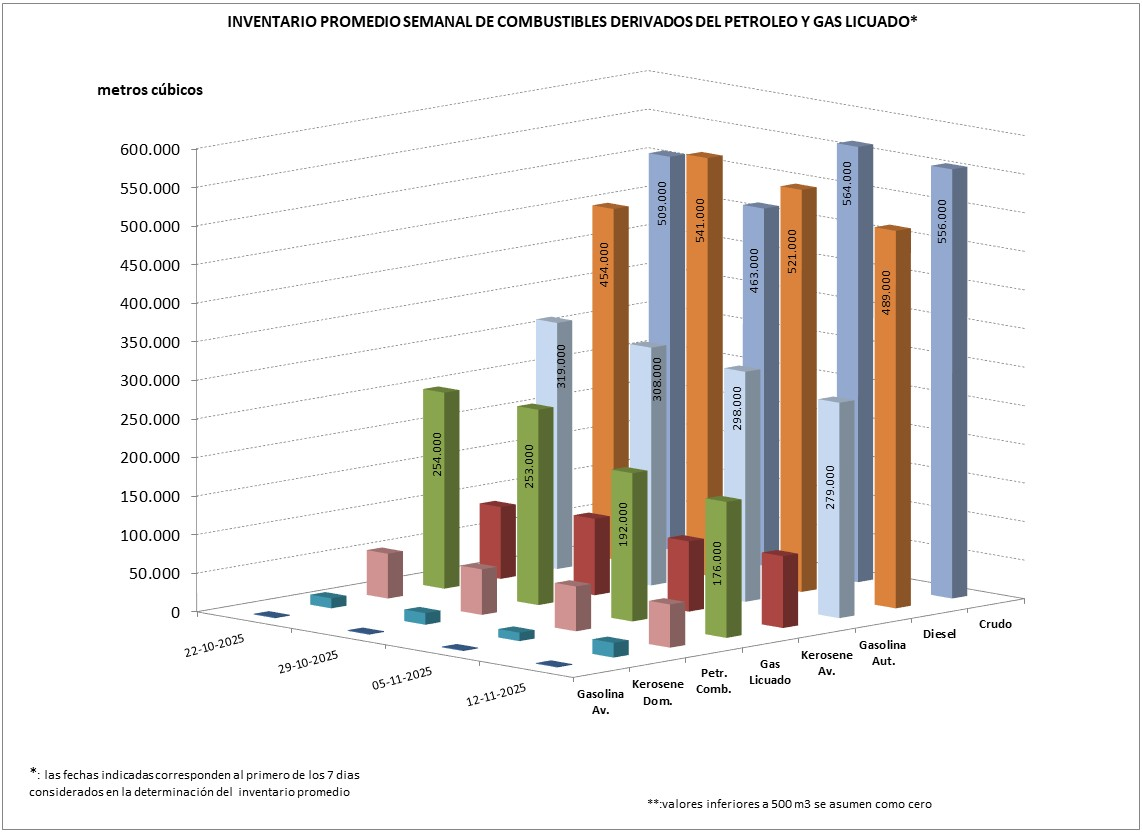 INVENTARIO PROMEDIO SEMANAL DE COMBUSTIBLES DERIVADOS DEL PETROLEO Y GAS LICUADO*
metros cúbicos
600.000
550.000
500.000
450.000
400.000
350.000
300.000
250.000
200.000
150.000
100.000
50.000
0
254.000
253.000
192.000
176.000
319.000
308.000
298.000
279.000
454.000
541.000
521.000
489.000
509.000
463.000
564.000
556.000
22-10-2025
29-10-2025
05-11-2025
12-11-2025
Gasolina
Av.
Kerosene
Dom.
Petr.
Comb.
Gas
Licuado
Kerosene
Av.
Gasolina
Aut.
Diesel
Crudo
*: las fechas indicadas corresponden al primero de los 7 dias
considados en la determinación del inventario promedio
**:valores inferiores a 500 m3 se asumen como cero